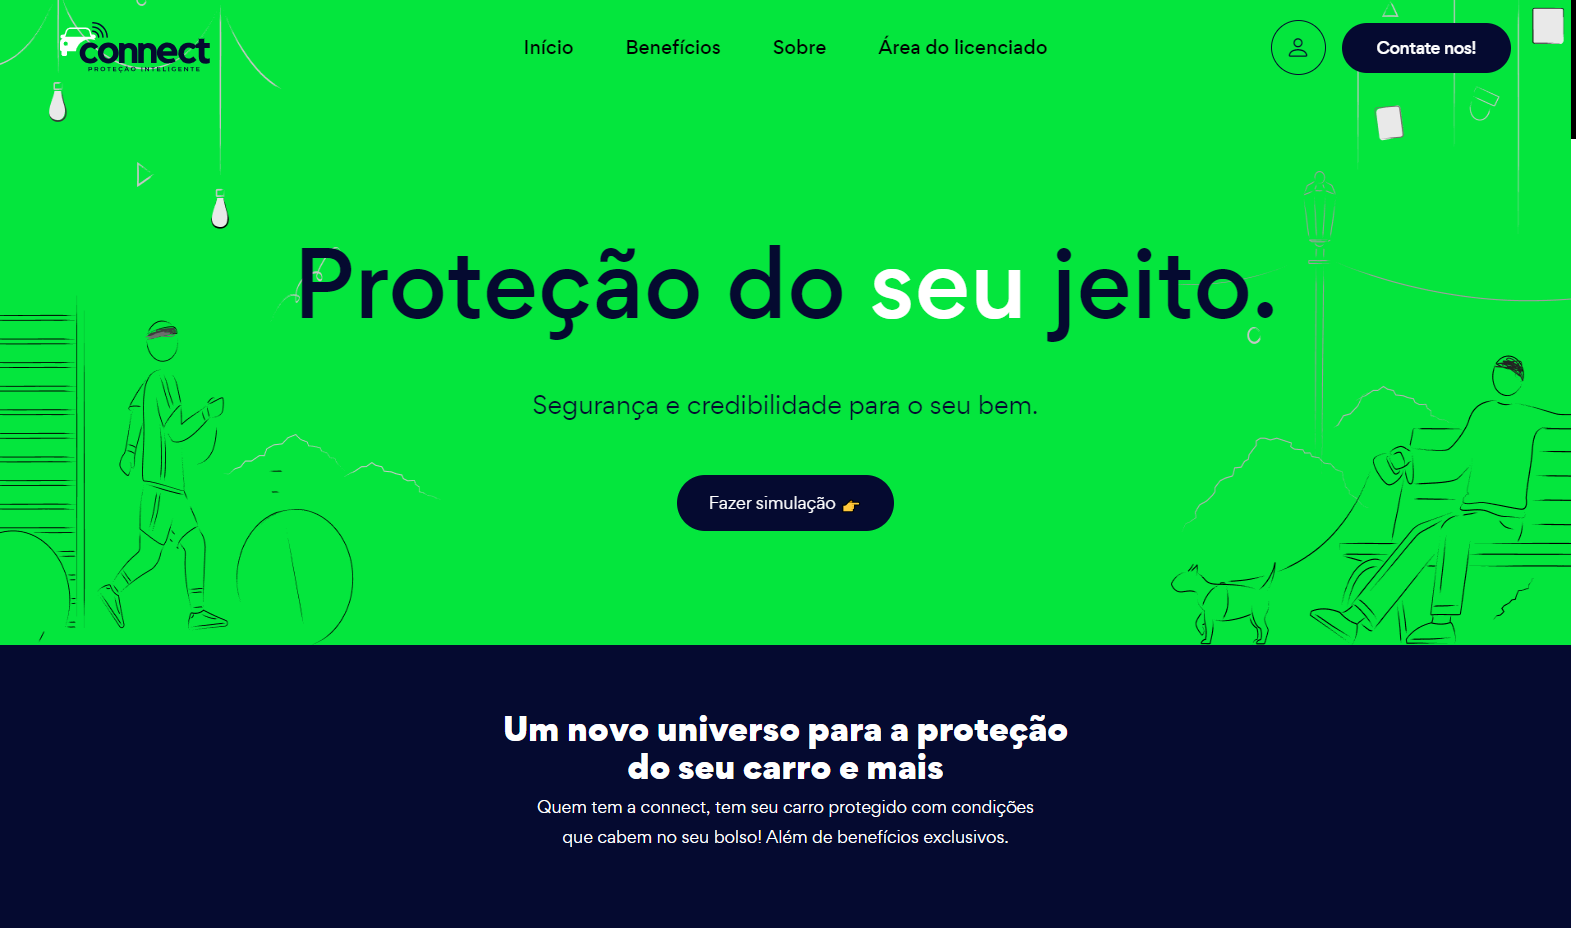 connect
PROTEÇÃO INTELIGENTE
Início
Benefícios
Sobre
Área do licenciado
Contate nos!
Proteção do seu jeito.
Segurança e credibilidade para o seu bem.
Fazer simulação 👉
Um novo universo para a proteção
do seu carro e mais
Quem tem a connect, tem seu carro protegido com condições
que cabem no seu bolso! Além de benefícios exclusivos.